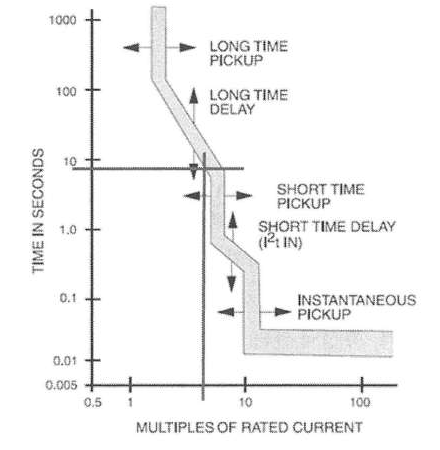 1000
LONG TIME
PICKUP
100
LONG TIME
DELAY
10
SHORT TIME
PICKUP
1.0
SHORT TIME DELAY
(I²t IN)
0.1
INSTANTANEOUS
PICKUP
0.01
0.005
0.5 1 10 100
TIME IN SECONDS
MULTIPLES OF RATED CURRENT